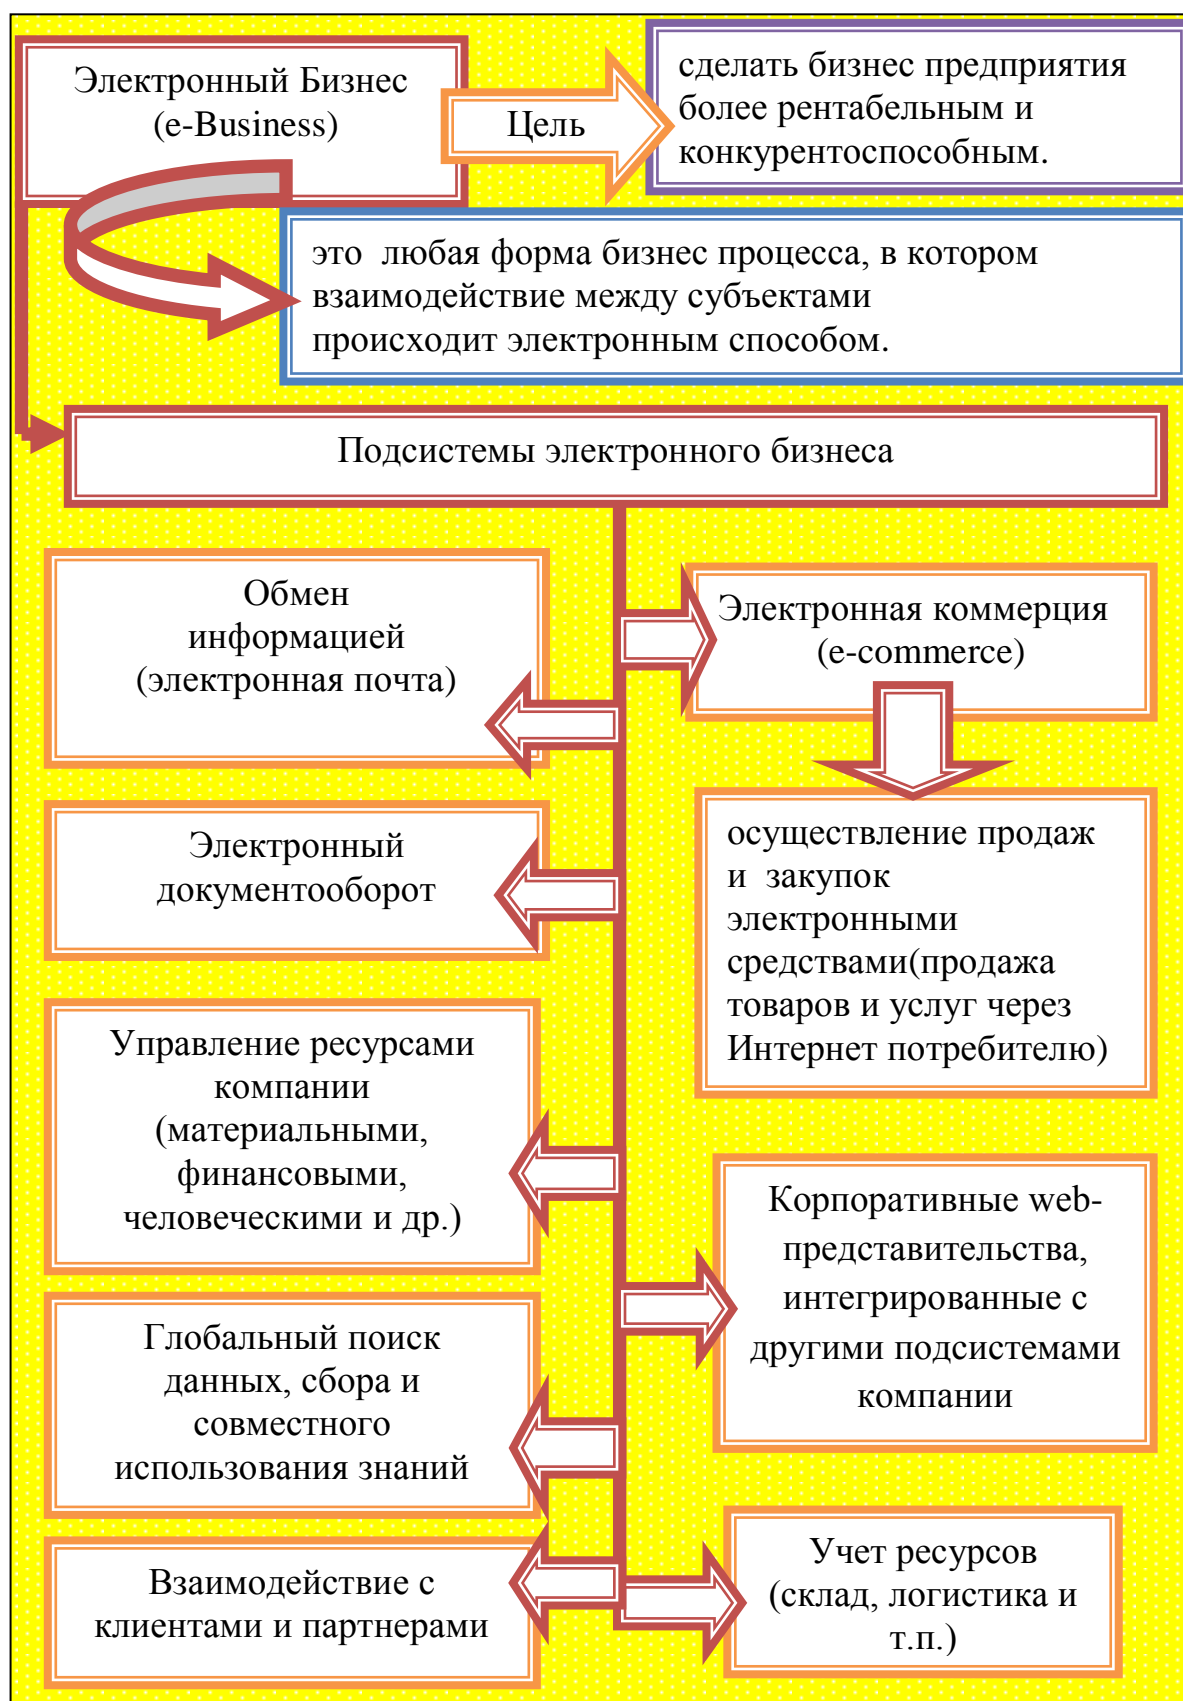 Электронный Бизнес
(e-Business)
Цель
сделать бизнес предприятия
более рентабельным и
конкурентоспособным.
это любая форма бизнес процесса, в котором
взаимодействие между субъектами
происходит электронным способом.
Подсистемы электронного бизнеса
Обмен
информацией
(электронная почта)
Электронная коммерция
(e-commerce)
Электронный
документооборот
осуществление продаж
и закупок
электронными
средствами(продажа
товаров и услуг через
Интернет потребителю)
Управление ресурсами
компании
(материальными,
финансовыми,
человеческими и др.)
Корпоративные web-
представительства,
интегрированные с
другими подсистемами
компании
Глобальный поиск
данных, сбора и
совместного
использования знаний
Взаимодействие с
клиентами и партнерами
Учет ресурсов
(склад, логистика и
т.п.)